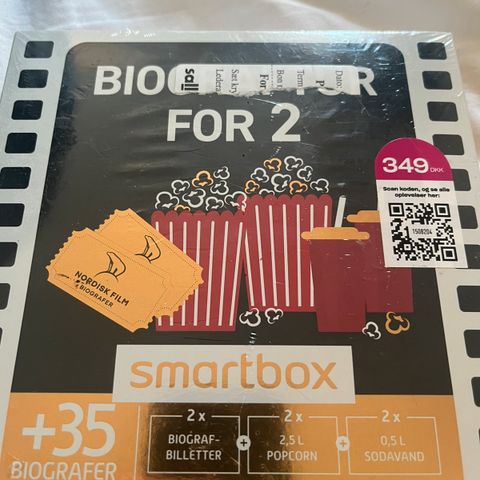 BIOG
R
FOR 2
349 DKK
Scan koden, og se alle
oplevelser her:
1508204
NORDISK FILM
BIOGRAFER
smartbox
+35
BIOGRAFER
2 x
BIOGRAF-
BILLETTER
+
2 x
2,5 L
POPCORN
+
2 x
0,5 L
SODAVAND